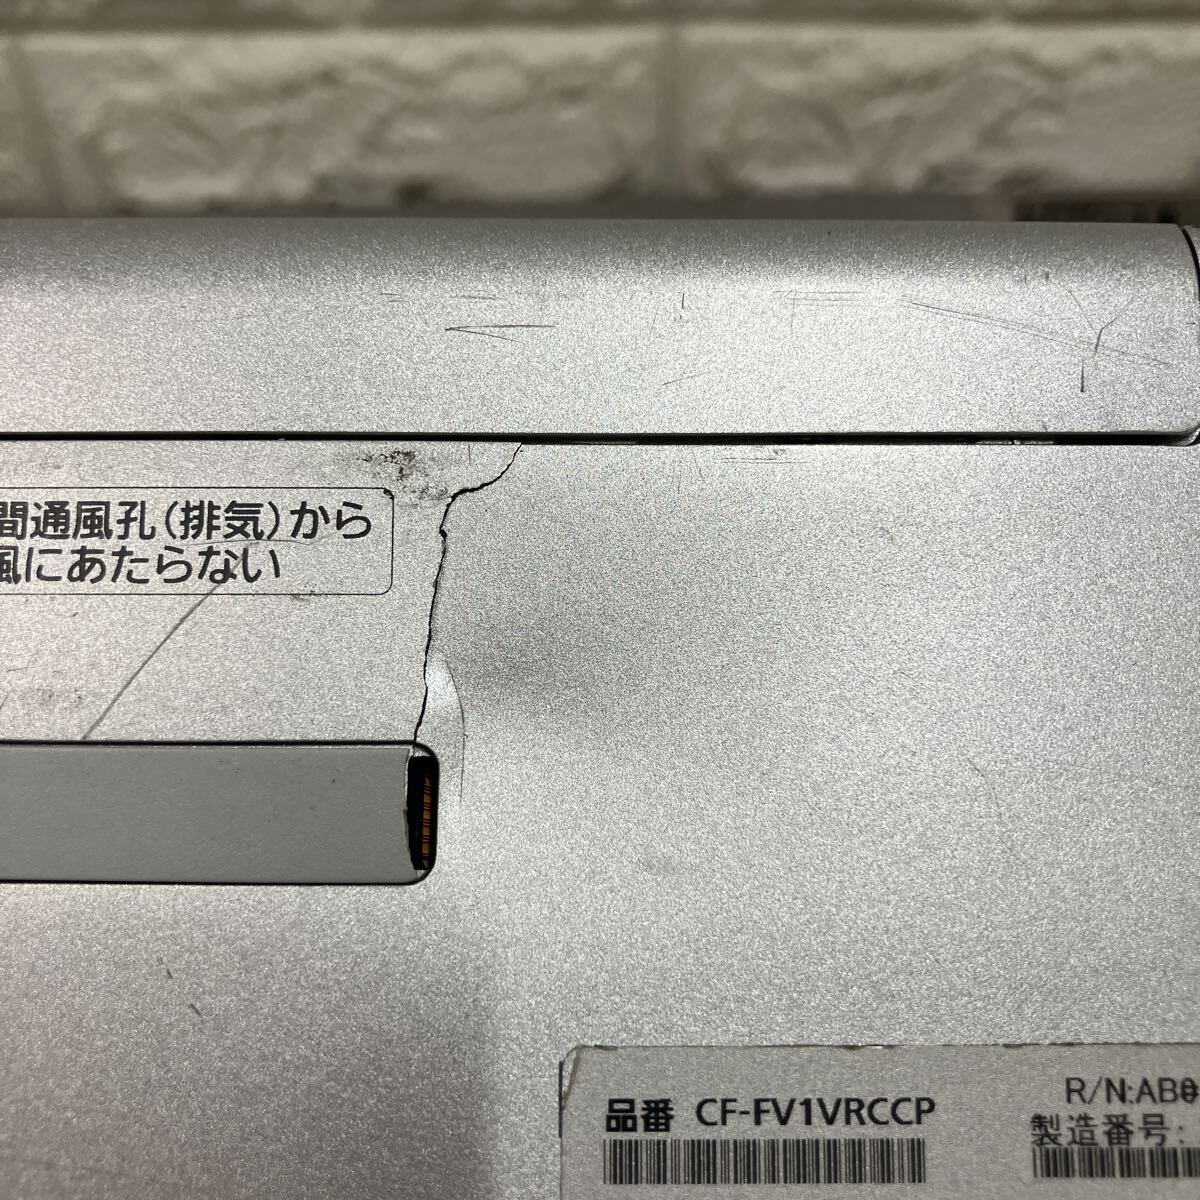 間通風孔(排気)から
風にあたらない
品番 CF-FV1VRCCP
R/N:AB0
製造番号: